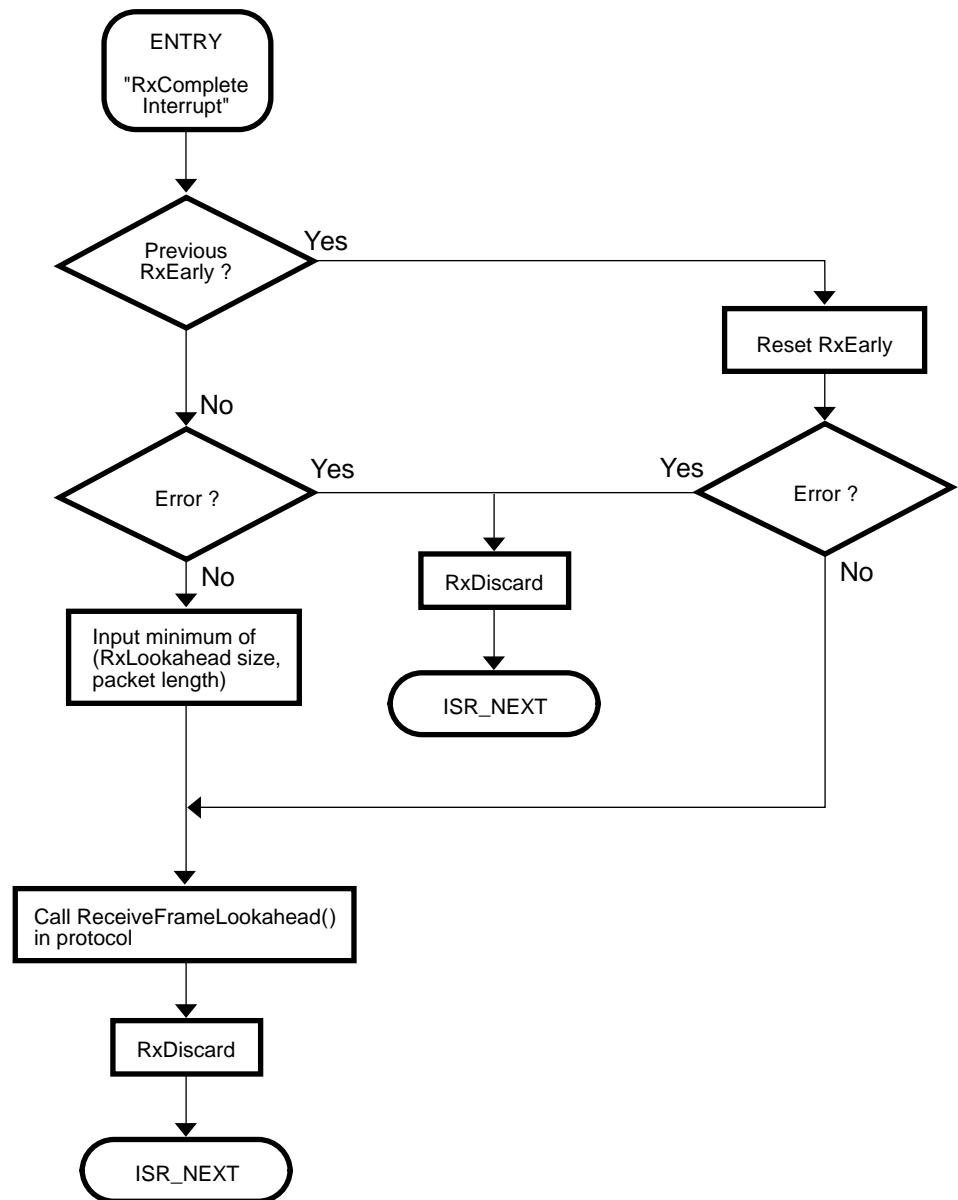 ENTRY
"RxComplete
Interrupt"
Previous
RxEarly ?
Yes
Reset RxEarly
No
Error ?
Yes
Yes
Error ?
No
No
RxDiscard
Input minimum of
(RxLookahead size,
packet length)
ISR_NEXT
Call ReceiveFrameLookahead()
in protocol
RxDiscard
ISR_NEXT